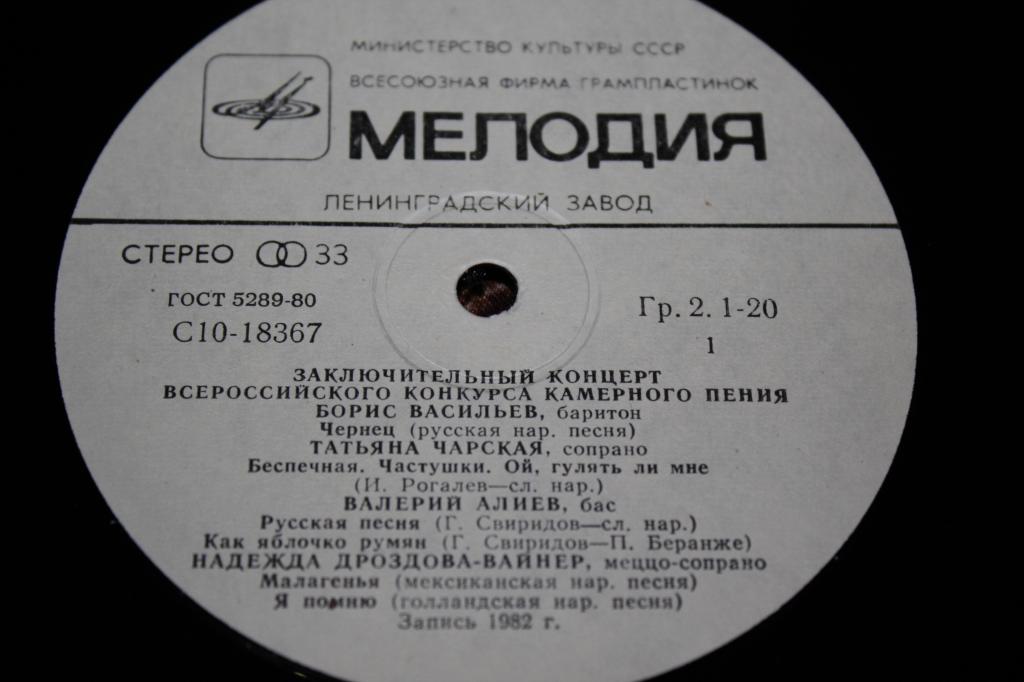 МИНИСТЕРСТВО КУЛЬТУРЫ СССР
ВСЕСОЮЗНАЯ ФИРМА ГРАМПЛАСТИНОК
МЕЛОДИЯ
ЛЕНИНГРАДСКИЙ ЗАВОД
СТЕРЕО 33
ГОСТ 5289-80
С10-18367
Гр. 2. 1-20
1
ЗАКЛЮЧИТЕЛЬНЫЙ КОНЦЕРТ
ВСЕРОССИЙСКОГО КОНКУРСА КАМЕРНОГО ПЕНИЯ
БОРИС ВАСИЛЬЕВ, баритон
Чернец (русская нар. песня)
ТАТЬЯНА ЧАРСКАЯ, сопрано
Беспечная. Частушки. Ой, гулять ли мне
(И. Рогалев—сл. нар.)
ВАЛЕРИЙ АЛИЕВ, бас
Русская песня (Г. Свиридов—сл. нар.)
Как яблочко румян (Г. Свиридов—П. Беранже)
НАДЕЖДА ДРОЗДОВА-ВАЙНЕР, меццо-сопрано
Малагенья (мексиканская нар. песня)
Я помню (голландская нар. песня)
Запись 1982 г.